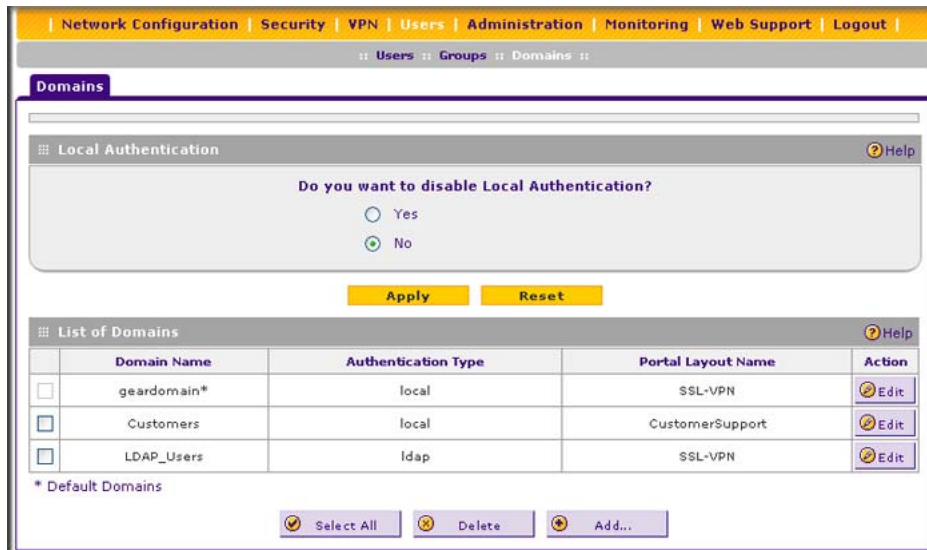 | Network Configuration | Security | VPN | Users | Administration | Monitoring | Web Support | Logout |
:: Users :: Groups :: Domains ::
Domains
Local Authentication Help
Do you want to disable Local Authentication?
Yes
No
Apply Reset
List of Domains Help
Domain Name Authentication Type Portal Layout Name Action
geardomain* local SSL-VPN Edit
Customers local CustomerSupport Edit
LDAP_Users ldap SSL-VPN Edit
* Default Domains
Select All Delete Add...